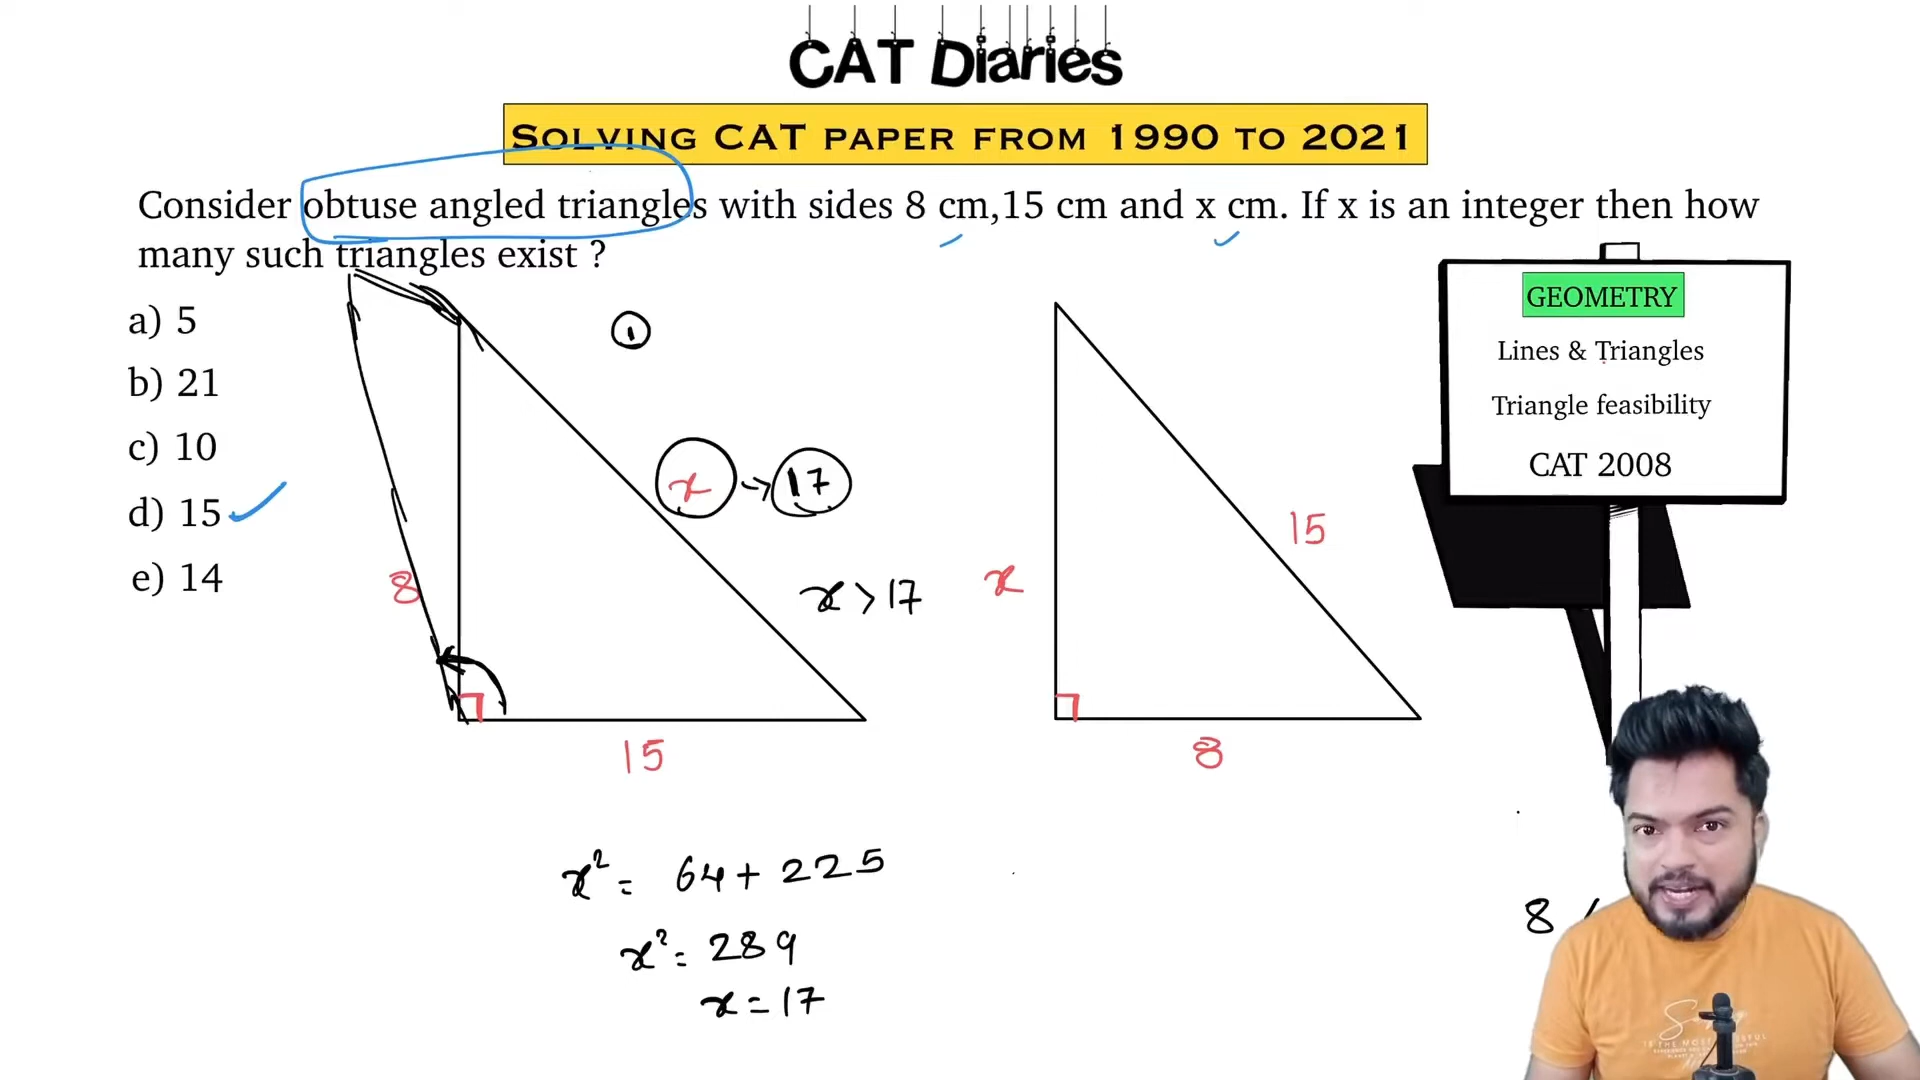 CAT Diaries
SOLVING CAT PAPER FROM 1990 TO 2021
Consider obtuse angled triangles with sides 8 cm,15 cm and x cm. If x is an integer then how
many such triangles exist ?
a) 5
b) 21
c) 10
d) 15
e) 14
GEOMETRY
Lines & Triangles
Triangle feasibility
CAT 2008
1
x → 17
8
x > 17
15
x
15
8
x² = 64 + 225
x² = 289
x = 17
8 <